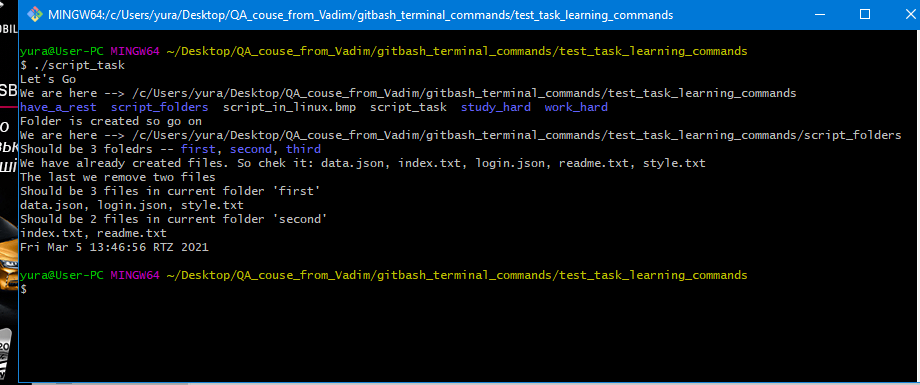 MINGW64:/c/Users/yura/Desktop/QA_couse_from_Vadim/gitbash_terminal_commands/test_task_learning_commands
yura@User-PC MINGW64 ~/Desktop/QA_couse_from_Vadim/gitbash_terminal_commands/test_task_learning_commands
$ ./script_task
Let's Go
We are here --> /c/Users/yura/Desktop/QA_couse_from_Vadim/gitbash_terminal_commands/test_task_learning_commands
have_a_rest script_folders script_in_linux.bmp script_task study_hard work_hard
Folder is created so go on
We are here --> /c/Users/yura/Desktop/QA_couse_from_Vadim/gitbash_terminal_commands/test_task_learning_commands/script_folders
Should be 3 foledrs -- first, second, third
We have already created files. So chek it: data.json, index.txt, login.json, readme.txt, style.txt
The last we remove two files
Should be 3 files in current folder 'first'
data.json, login.json, style.txt
Should be 2 files in current folder 'second'
index.txt, readme.txt
Fri Mar 5 13:46:56 RTZ 2021
yura@User-PC MINGW64 ~/Desktop/QA_couse_from_Vadim/gitbash_terminal_commands/test_task_learning_commands
$